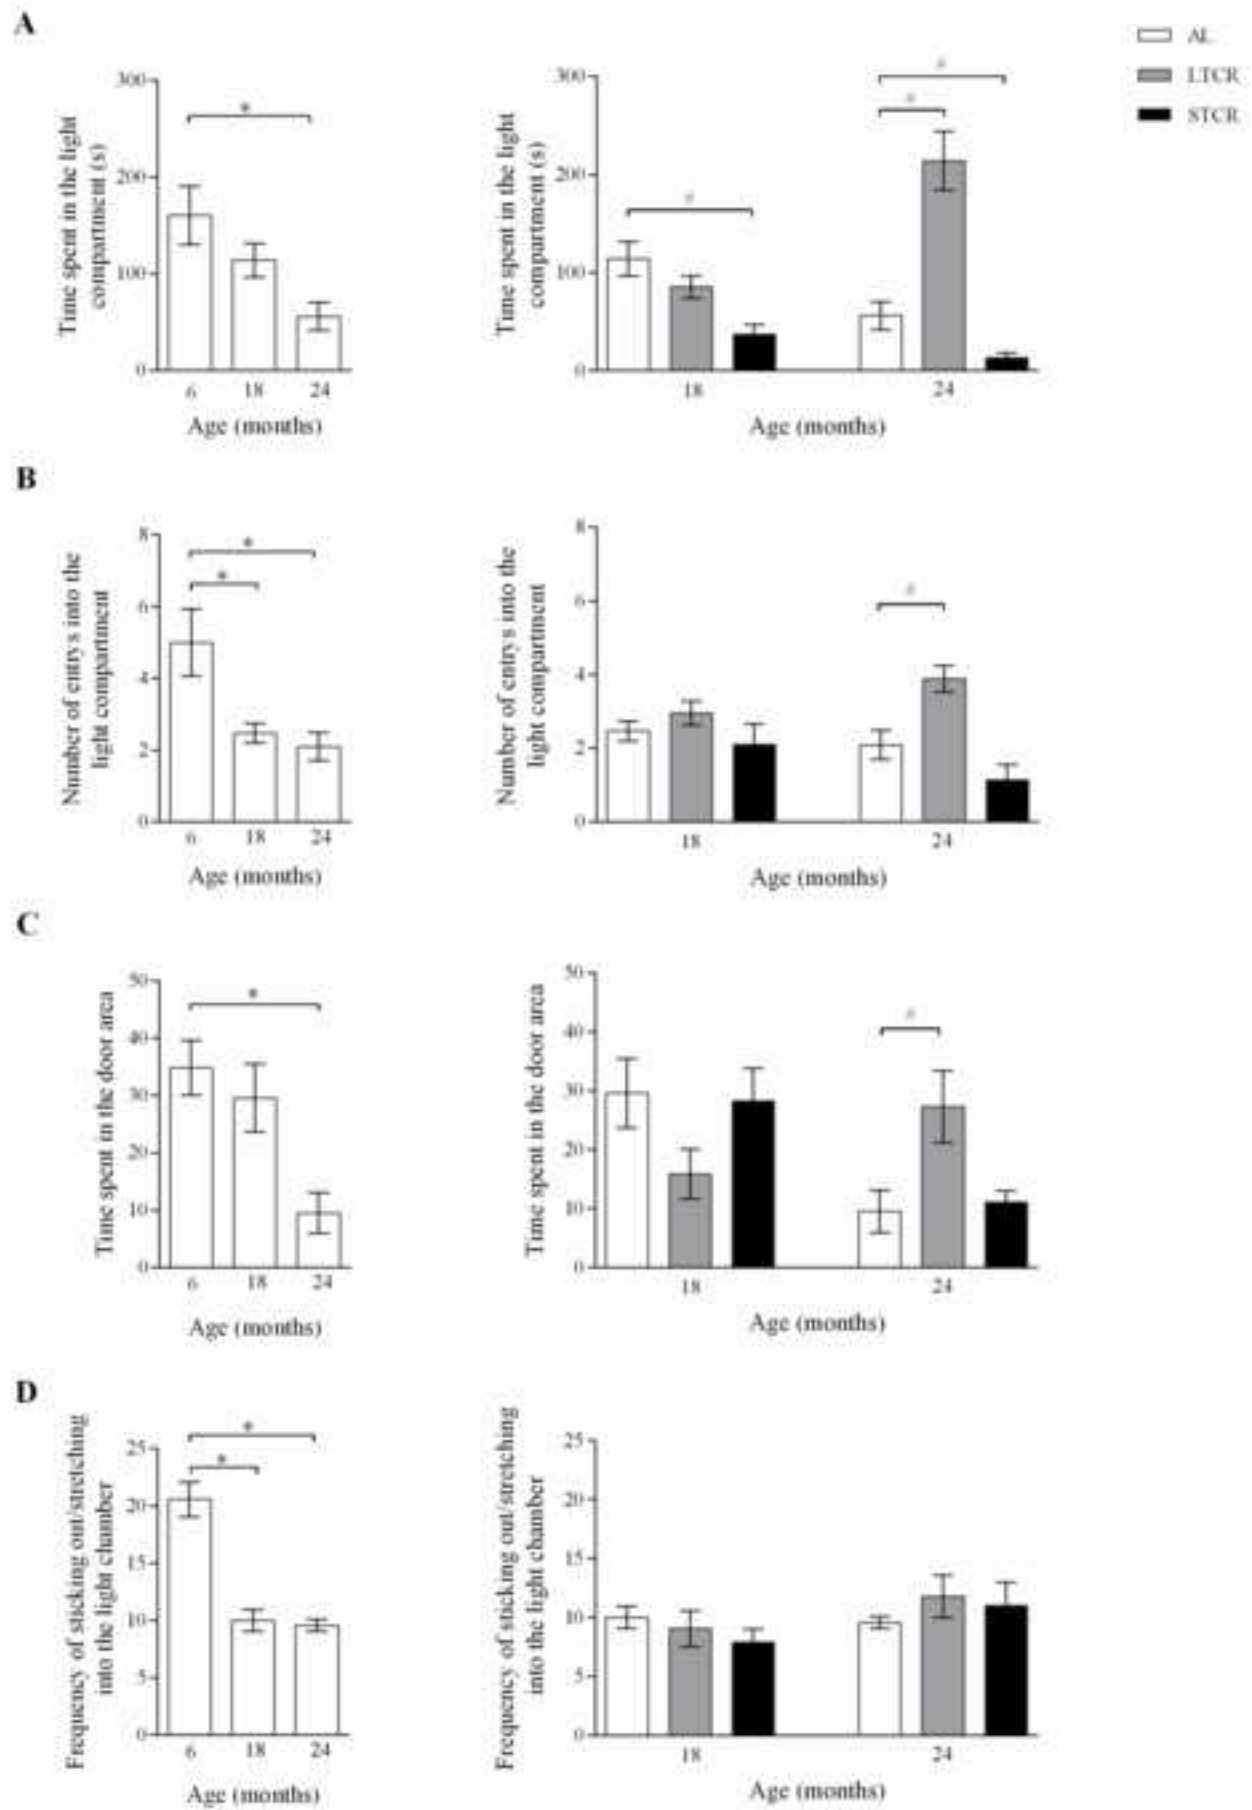 A
AL
LTCR
STCR
Time spent in the light
compartment (s)
300
200
100
0
*
6 18 24
Age (months)
Time spent in the light
compartment (s)
300
200
100
0
#
#
#
18 24
Age (months)
B
Number of entrys into the
light compartment
8
6
4
2
0
*
*
6 18 24
Age (months)
Number of entrys into the
light compartment
8
6
4
2
0
#
18 24
Age (months)
C
Time spent in the door area
50
40
30
20
10
0
*
6 18 24
Age (months)
Time spent in the door area
50
40
30
20
10
0
#
18 24
Age (months)
D
Frequency of sticking out/stretching
into the light chamber
25
20
15
10
5
0
*
*
6 18 24
Age (months)
Frequency of sticking out/stretching
into the light chamber
25
20
15
10
5
0
18 24
Age (months)